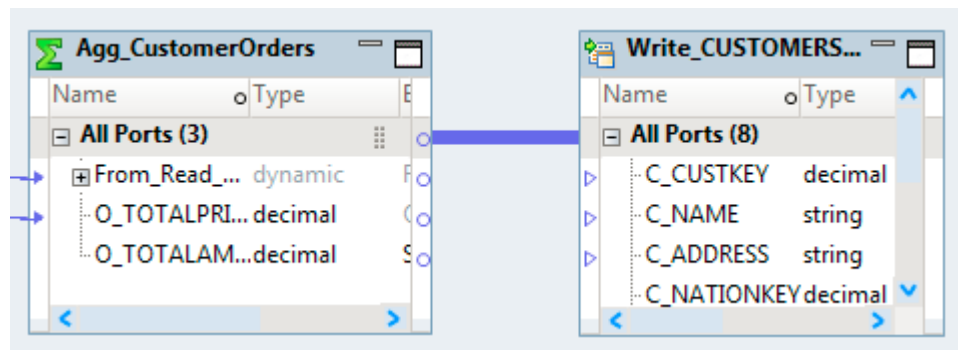 Agg_CustomerOrders
Name Type E
All Ports (3)
From_Read_... dynamic
O_TOTALPRI... decimal
O_TOTALAM... decimal S
Write_CUSTOMERS...
Name Type
All Ports (8)
C_CUSTKEY decimal
C_NAME string
C_ADDRESS string
C_NATIONKEY decimal